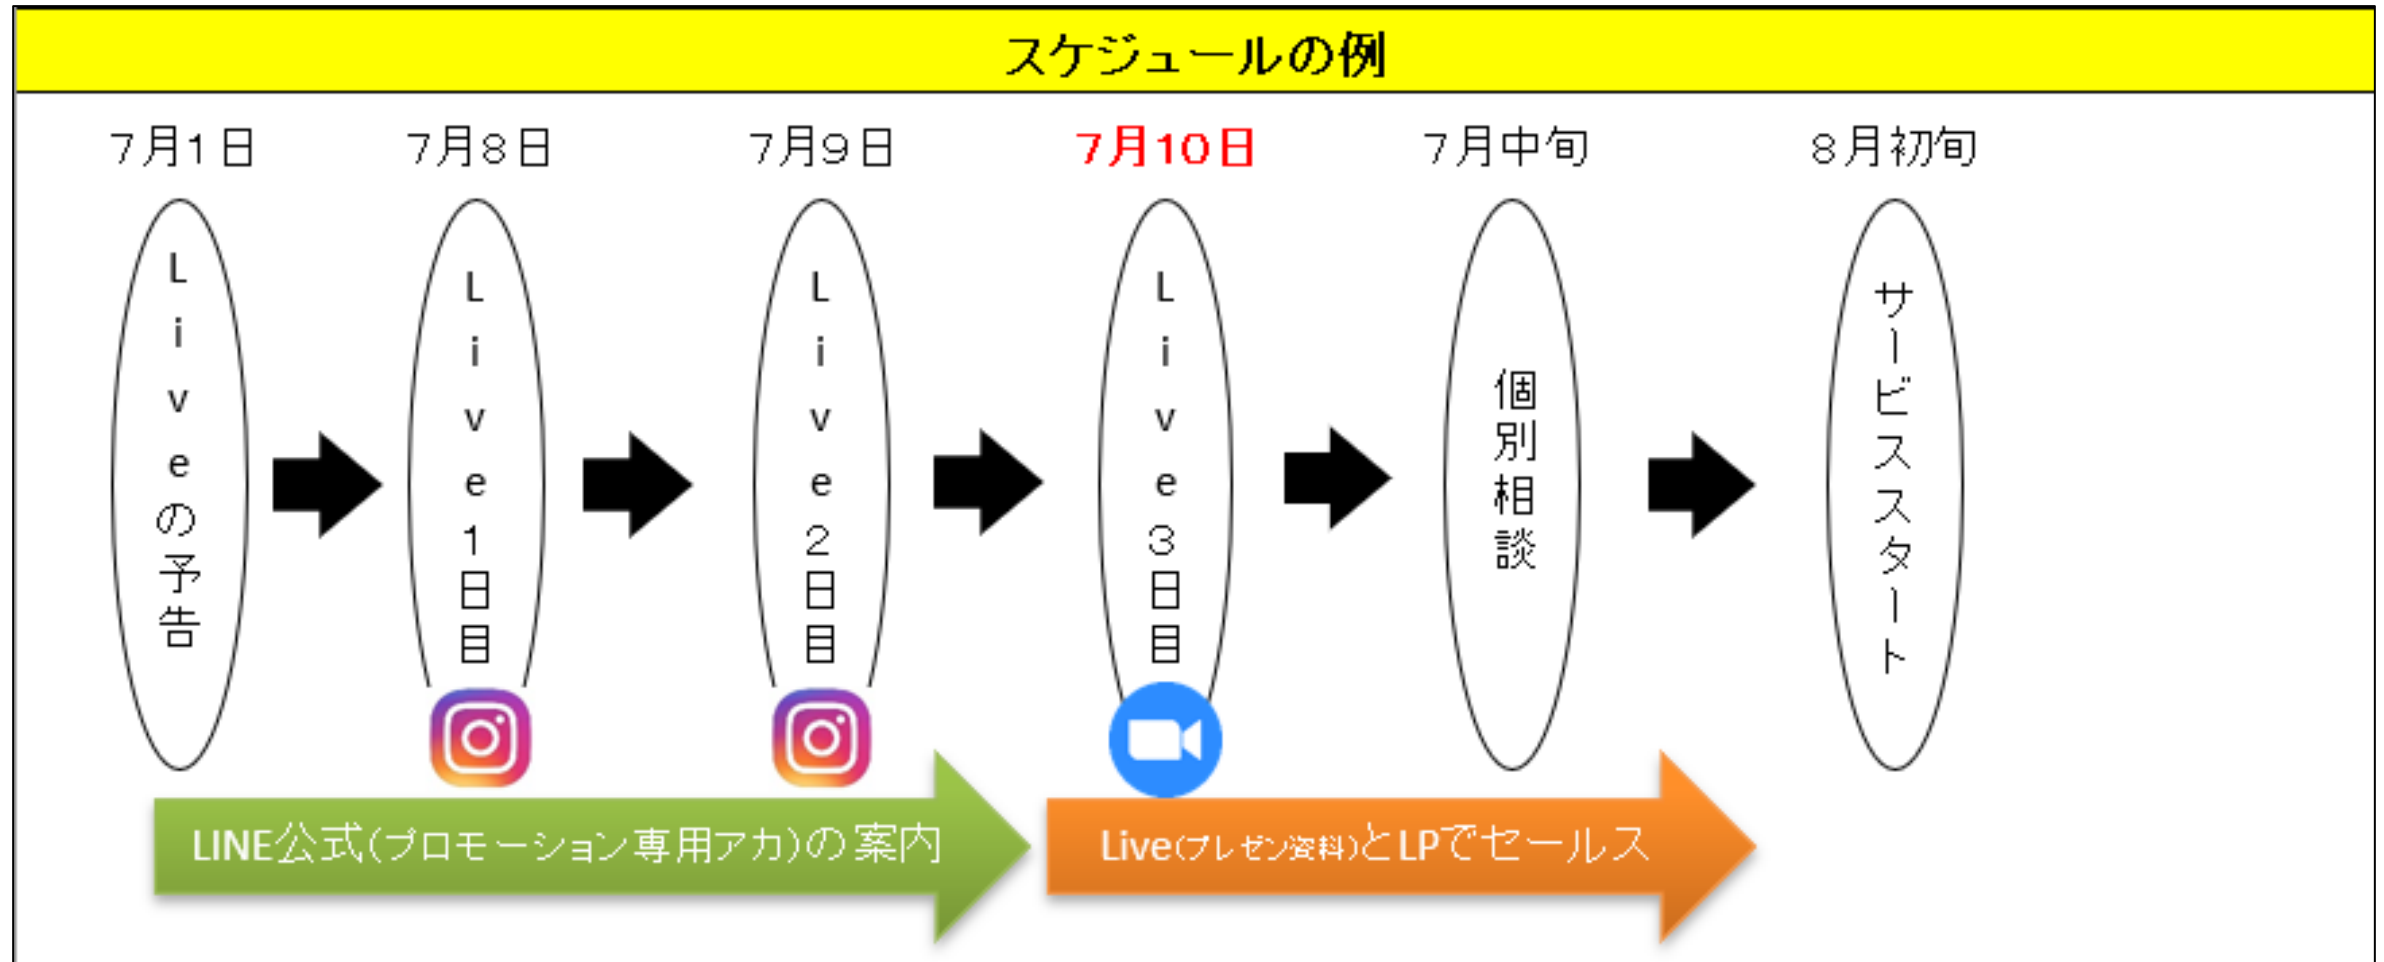 スケジュールの例
7月1日
7月8日
7月9日
7月10日
7月中旬
8月初旬
Liveの予告
Live1日目
Live2日目
Live3日目
個別相談
サービススタート
LINE公式(プロモーション専用アカ)の案内
Live(プレゼン資料)とLPでセールス